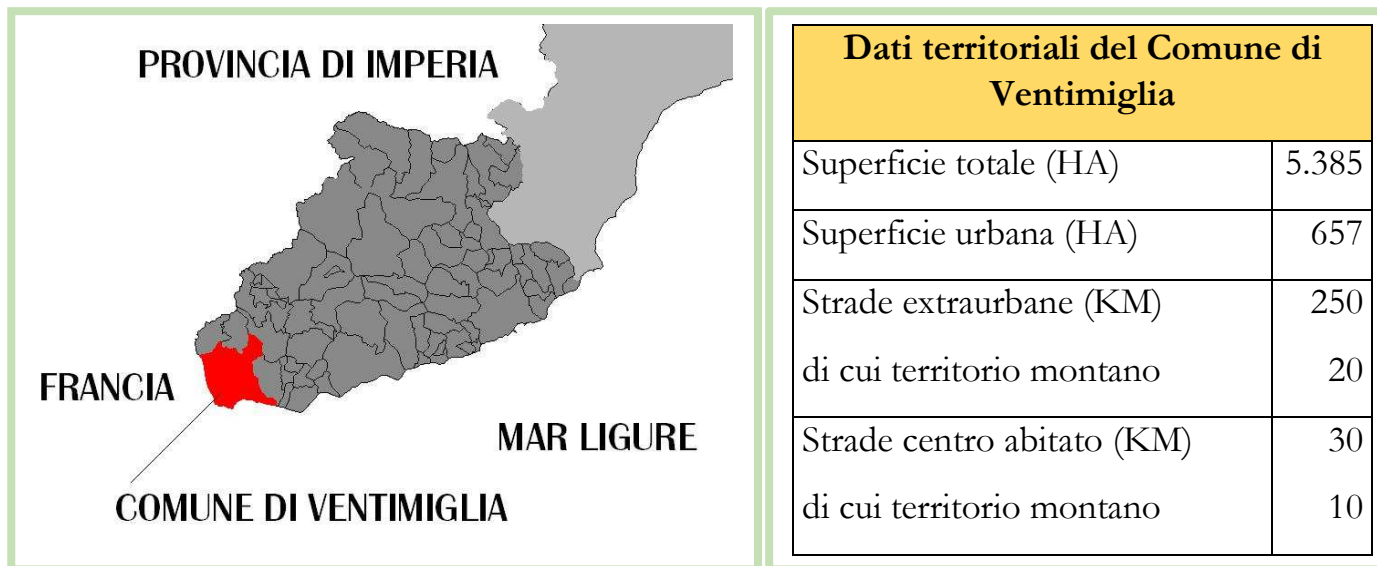 PROVINCIA DI IMPERIA
FRANCIA
MAR LIGURE
COMUNE DI VENTIMIGLIA
Dati territoriali del Comune di
Ventimiglia
Superficie totale (HA) 5.385
Superficie urbana (HA) 657
Strade extraurbane (KM) 250
di cui territorio montano 20
Strade centro abitato (KM) 30
di cui territorio montano 10